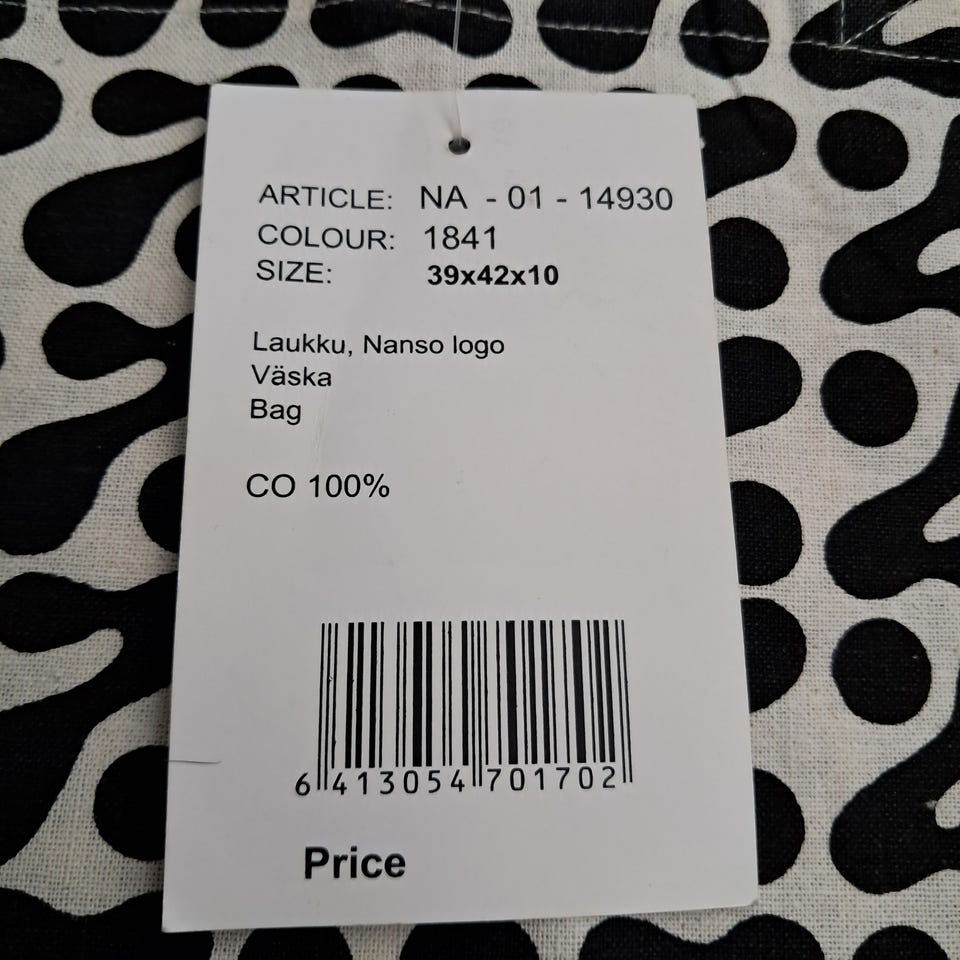 ARTICLE: NA - 01 - 14930
COLOUR: 1841
SIZE: 39x42x10
Laukku, Nanso logo
Väska
Bag
CO 100%
6 413054 701702
Price